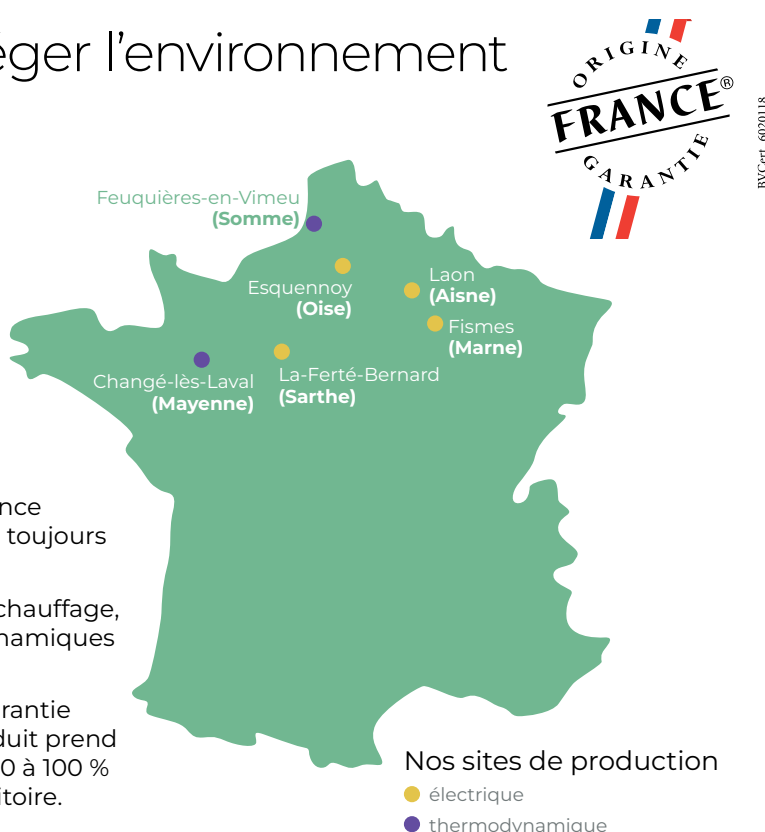 éger l’environnement
ORIGINE
FRANCE®
GARANTIE
BVCert. 6020118
Feuquières-en-Vimeu
(Somme)
Esquennoy
(Oise)
Laon
(Aisne)
Fismes
(Marne)
Changé-lès-Laval
(Mayenne)
La-Ferté-Bernard
(Sarthe)
nce
toujours
chauffage,
namiques
rantie
duit prend
0 à 100 %
itoire.
Nos sites de production
électrique
thermodynamique